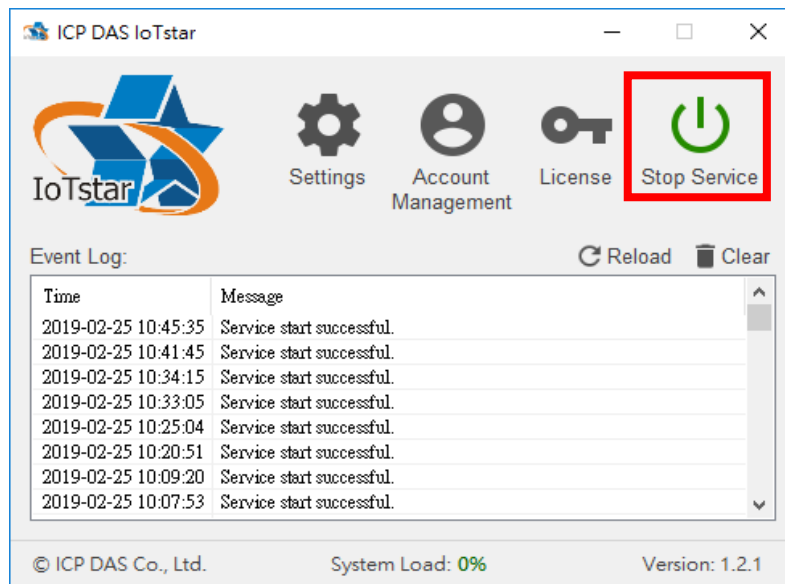 ICP DAS IoTstar
IoTstar
Settings
Account
Management
License
Stop Service
Event Log:
Reload
Clear
Time Message
2019-02-25 10:45:35 Service start successful.
2019-02-25 10:41:45 Service start successful.
2019-02-25 10:34:15 Service start successful.
2019-02-25 10:33:05 Service start successful.
2019-02-25 10:25:04 Service start successful.
2019-02-25 10:20:51 Service start successful.
2019-02-25 10:09:20 Service start successful.
2019-02-25 10:07:53 Service start successful.
© ICP DAS Co., Ltd. System Load: 0% Version: 1.2.1